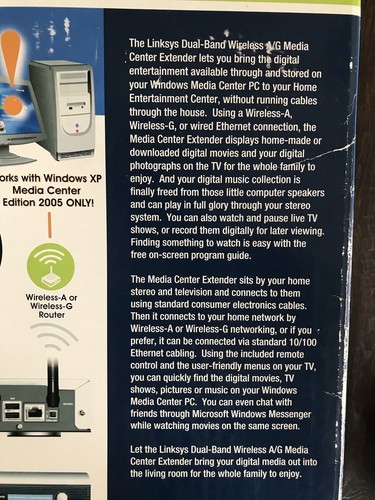 orks with Windows XP
Media Center
Edition 2005 ONLY!
Wireless-A or
Wireless-G
Router
The Linksys Dual-Band Wireless A/G Media
Center Extender lets you bring the digital
entertainment available through and stored on
your Windows Media Center PC to your Home
Entertainment Center, without running cables
through the house. Using a Wireless-A,
Wireless-G, or wired Ethernet connection, the
Media Center Extender displays home-made or
downloaded digital movies and your digital
photographs on the TV for the whole family to
enjoy. And your digital music collection is
finally freed from those little computer speakers
and can play in full glory through your stereo
system. You can also watch and pause live TV
shows, or record them digitally for later viewing.
Finding something to watch is easy with the
free on-screen program guide.
The Media Center Extender sits by your home
stereo and television and connects to them
using standard consumer electronics cables.
Then it connects to your home network by
Wireless-A or Wireless-G networking, or if you
prefer, it can be connected via standard 10/100
Ethernet cabling. Using the included remote
control and the user-friendly menus on your TV,
you can quickly find the digital movies, TV
shows, pictures or music on your Windows
Media Center PC. You can even chat with
friends through Microsoft Windows Messenger
while watching movies on the same screen.
Let the Linksys Dual-Band Wireless A/G Media
Center Extender bring your digital media out into
the living room for the whole family to enjoy.